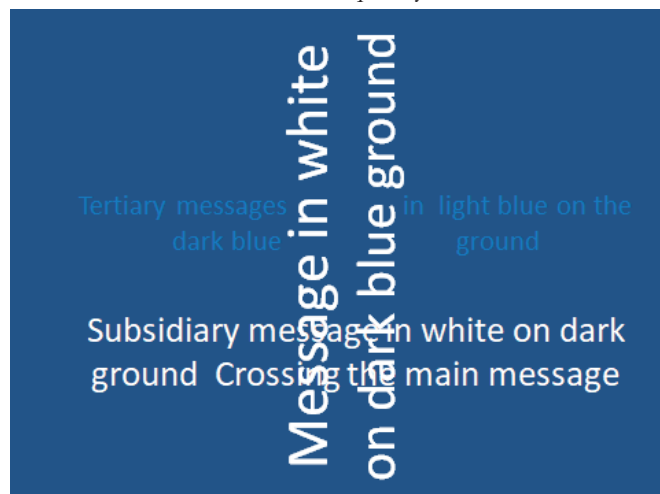 Message in white
on dark blue ground
Tertiary messages in light blue on the
dark blue ground
Subsidiary message in white on dark
ground Crossing the main message